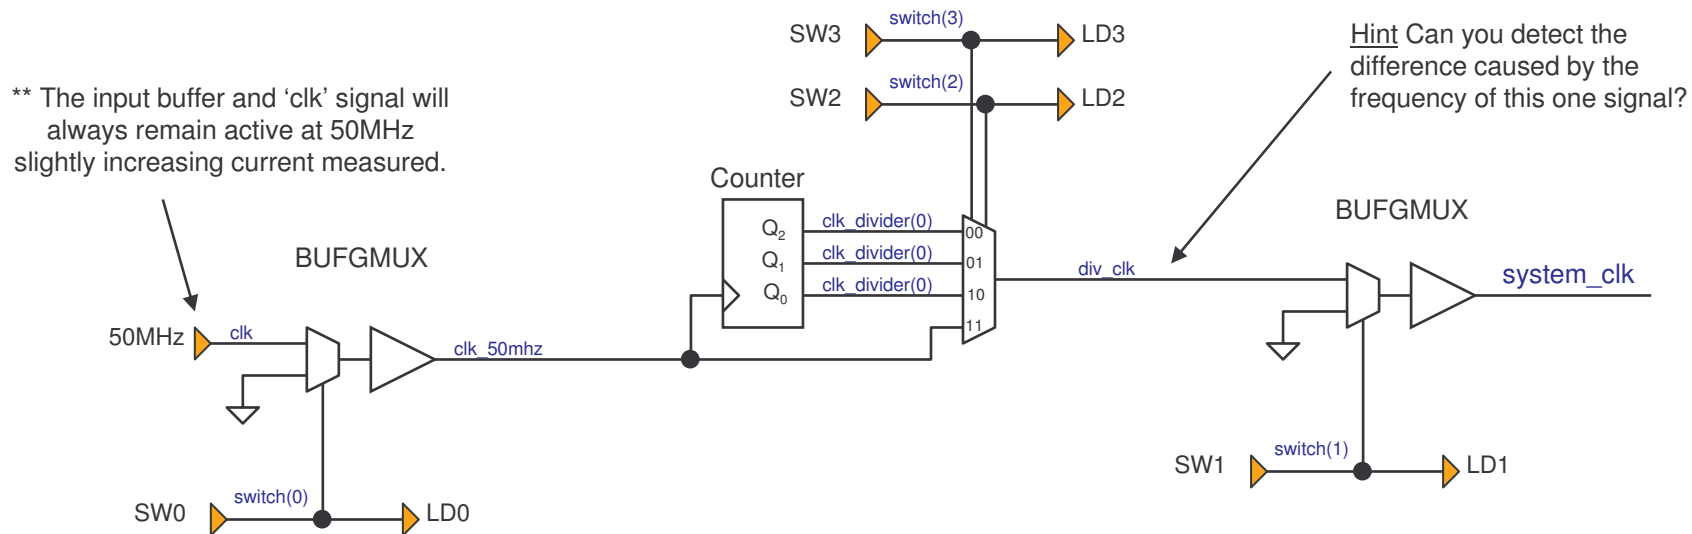 switch(3)
SW3
LD3
switch(2)
SW2
LD2
Hint Can you detect the
difference caused by the
frequency of this one signal?
** The input buffer and ‘clk’ signal will
always remain active at 50MHz
slightly increasing current measured.
Counter
Q2
clk_divider(0)
00
Q1
clk_divider(0)
01
Q0
clk_divider(0)
10
11
div_clk
BUFGMUX
system_clk
BUFGMUX
50MHz
clk
clk_50mhz
switch(0)
SW0
LD0
switch(1)
SW1
LD1